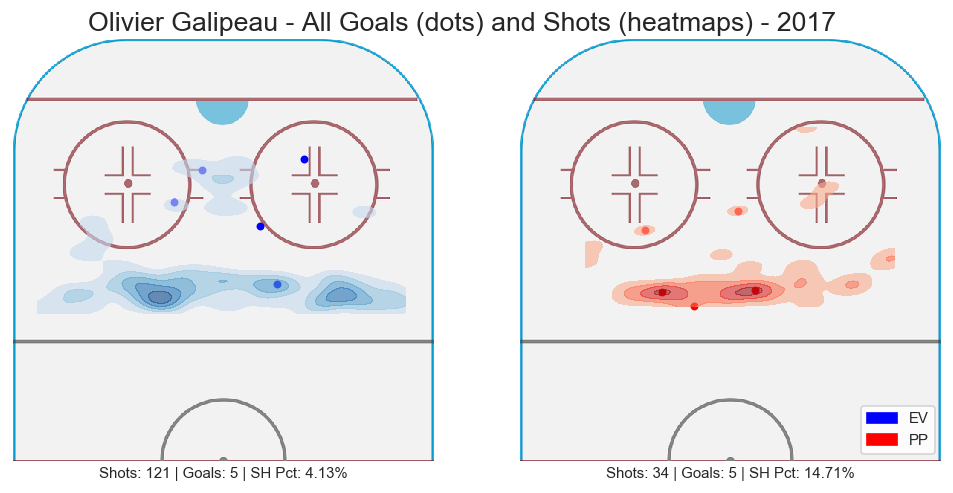 Olivier Galipeau - All Goals (dots) and Shots (heatmaps) - 2017
EV
PP
Shots: 121 | Goals: 5 | SH Pct: 4.13%
Shots: 34 | Goals: 5 | SH Pct: 14.71%